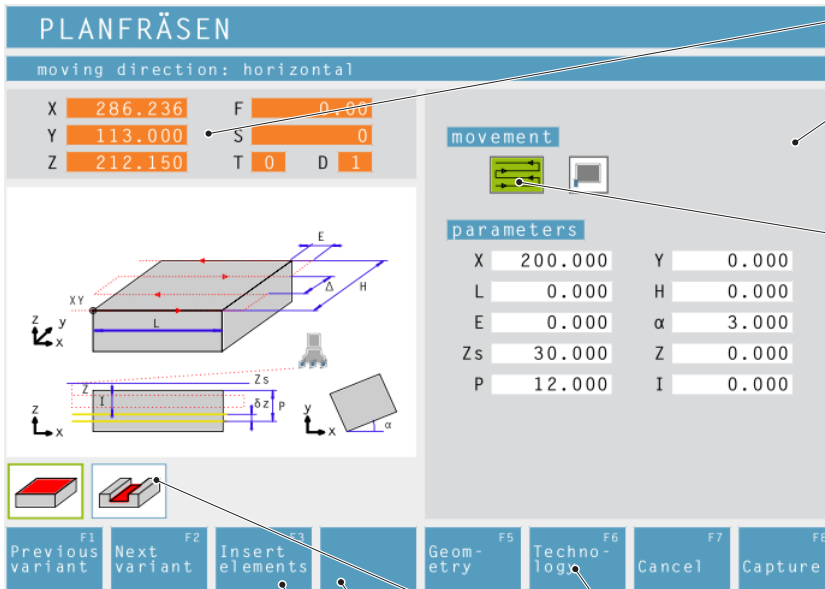 PLANFRÄSEN
moving direction: horizontal
X 286.236 F 0.00
Y 113.000 S 0
Z 212.150 T 0 D 1
movement
parameters
X 200.000 Y 0.000
L 0.000 H 0.000
E 0.000 α 3.000
Zs 30.000 Z 0.000
P 12.000 I 0.000
E
Δ H
XY
L
z y
x
Zs
Z
I δz P
z
x
y
x
α
F1 F2 F3 F5 F6 F7 F8
Previous Next Insert Geom- Techno-
variant variant elements etry logy Cancel Capture